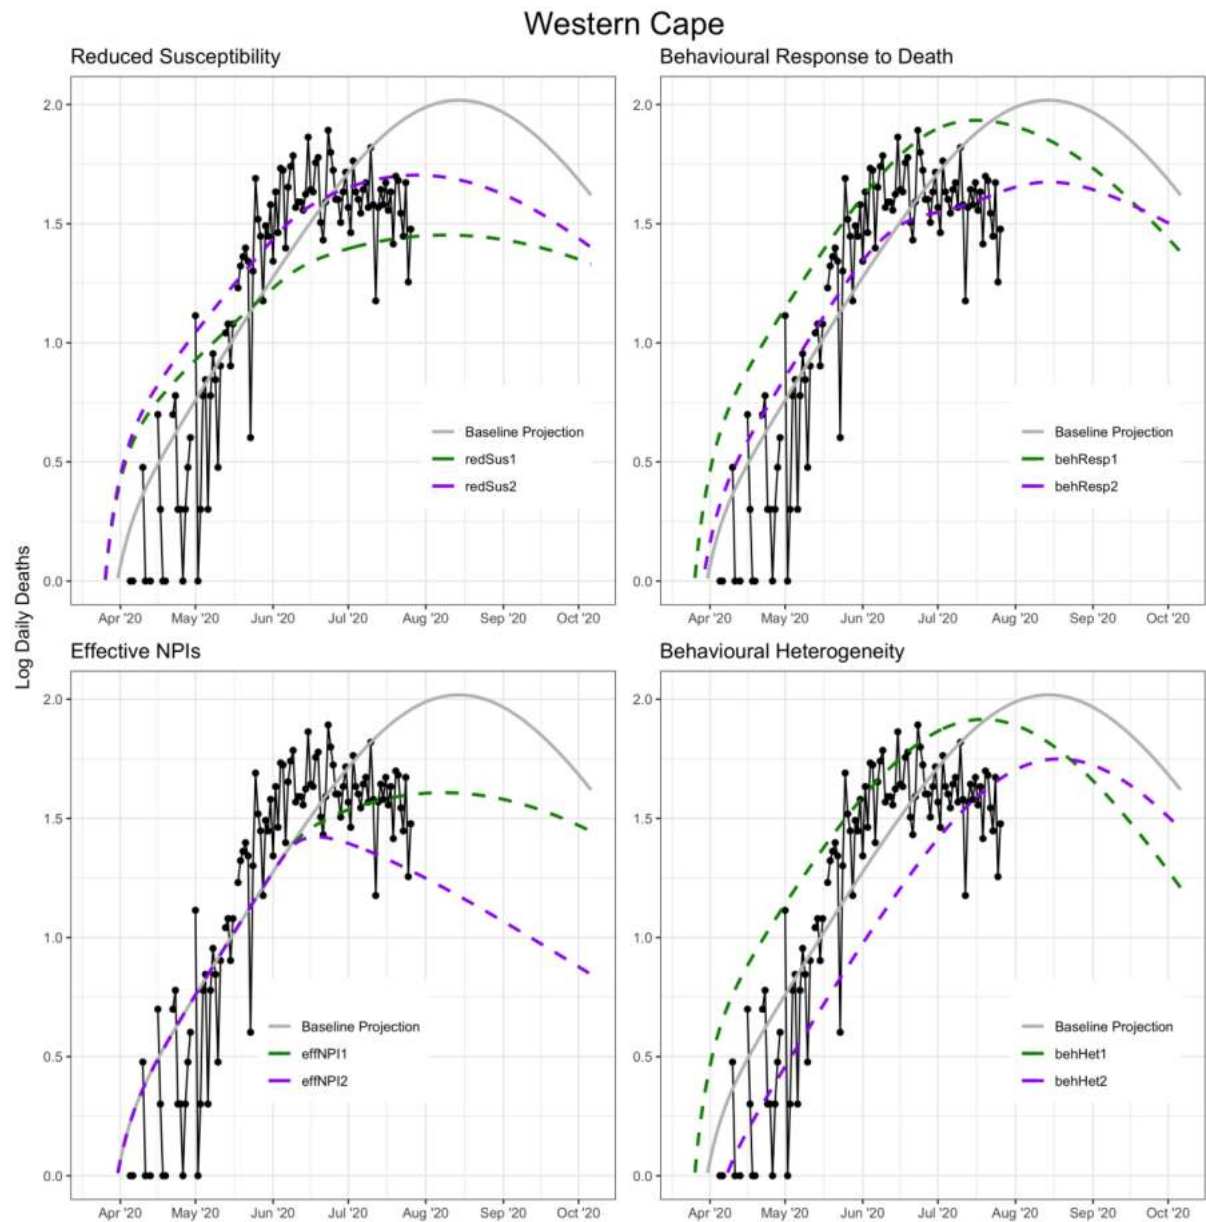 Western Cape
Reduced Susceptibility
Behavioural Response to Death
Log Daily Deaths
2.0
1.5
1.0
0.5
0.0
Baseline Projection
redSus1
redSus2
Apr '20 May '20 Jun '20 Jul '20 Aug '20 Sep '20 Oct '20
2.0
1.5
1.0
0.5
0.0
Baseline Projection
behResp1
behResp2
Apr '20 May '20 Jun '20 Jul '20 Aug '20 Sep '20 Oct '20
Effective NPIs
Behavioural Heterogeneity
2.0
1.5
1.0
0.5
0.0
Baseline Projection
effNPI1
effNPI2
Apr '20 May '20 Jun '20 Jul '20 Aug '20 Sep '20 Oct '20
2.0
1.5
1.0
0.5
0.0
Baseline Projection
behHet1
behHet2
Apr '20 May '20 Jun '20 Jul '20 Aug '20 Sep '20 Oct '20